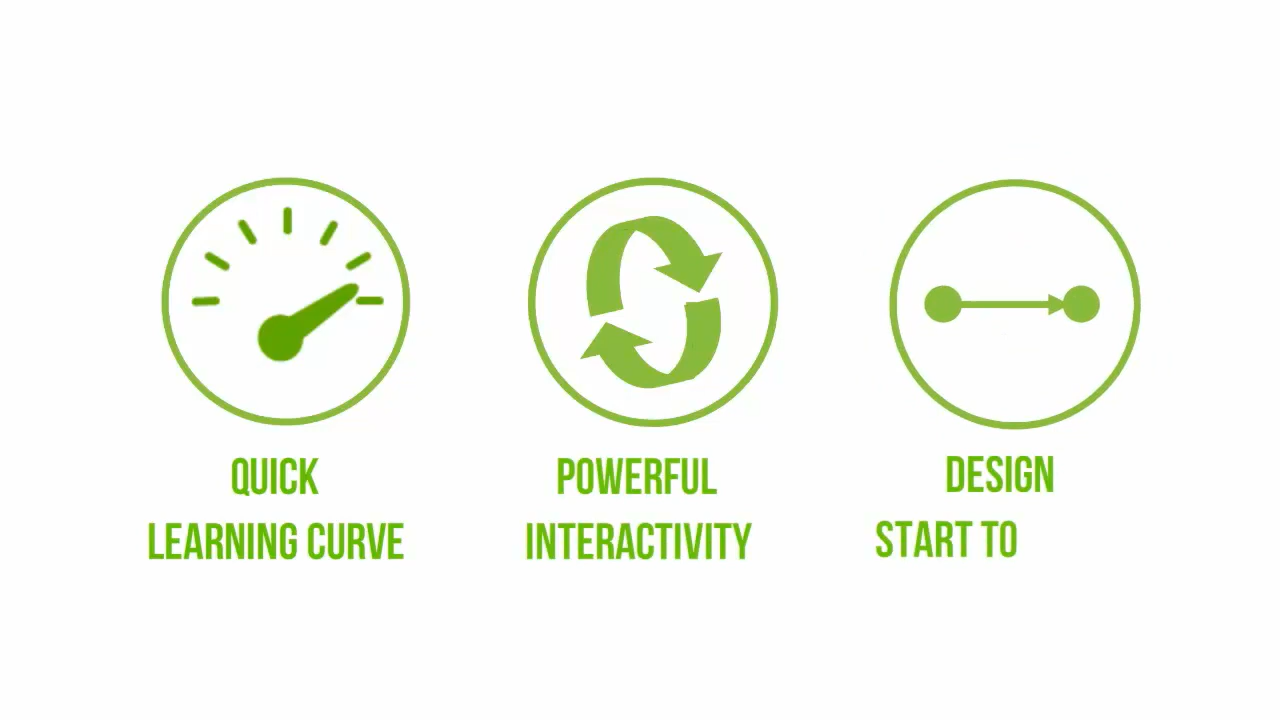 QUICK
LEARNING CURVE
POWERFUL
INTERACTIVITY
DESIGN
START TO